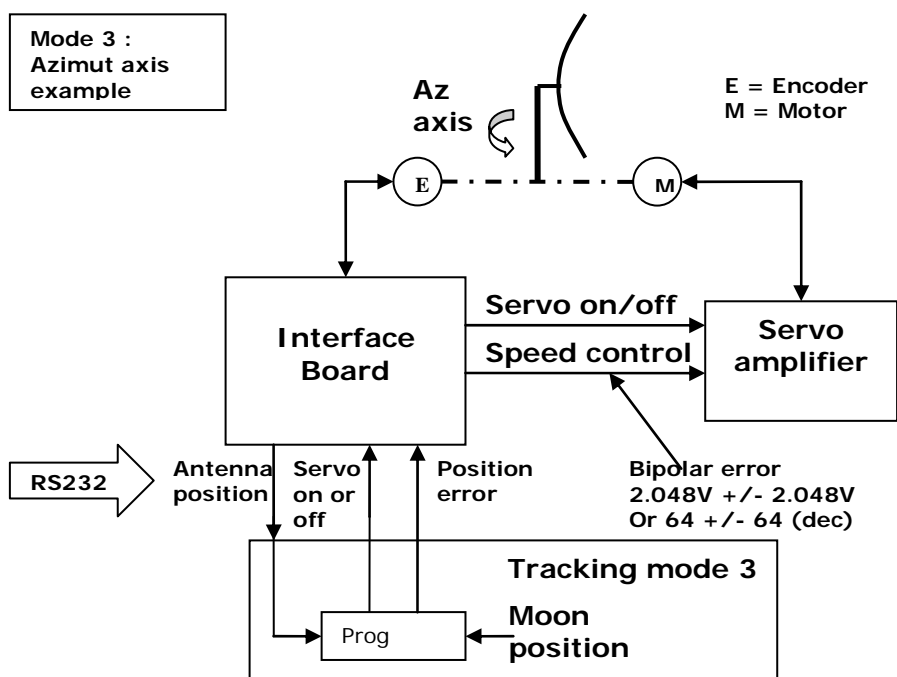 Mode 3 :
Azimut axis
example
Az
axis
E = Encoder
M = Motor
E
M
Interface
Board
Servo on/off
Speed control
Servo
amplifier
RS232
Antenna
position
Servo
on or
off
Position
error
Bipolar error
2.048V +/- 2.048V
Or 64 +/- 64 (dec)
Tracking mode 3
Prog
Moon
position